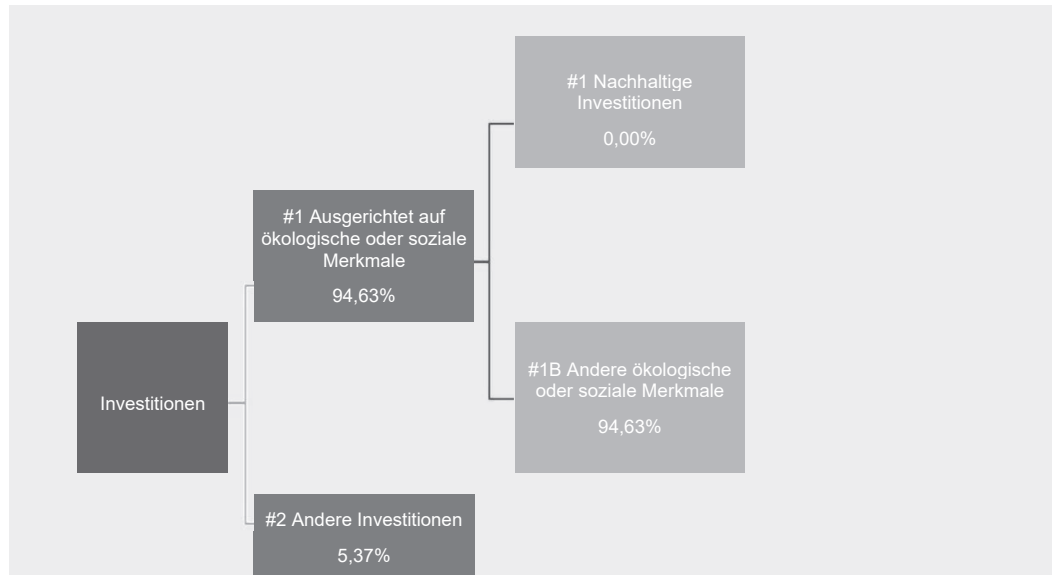 #1 Nachhaltige
Investitionen
0,00%
#1 Ausgerichtet auf
ökologische oder soziale
Merkmale
94,63%
Investitionen
#1B Andere ökologische
oder soziale Merkmale
94,63%
#2 Andere Investitionen
5,37%